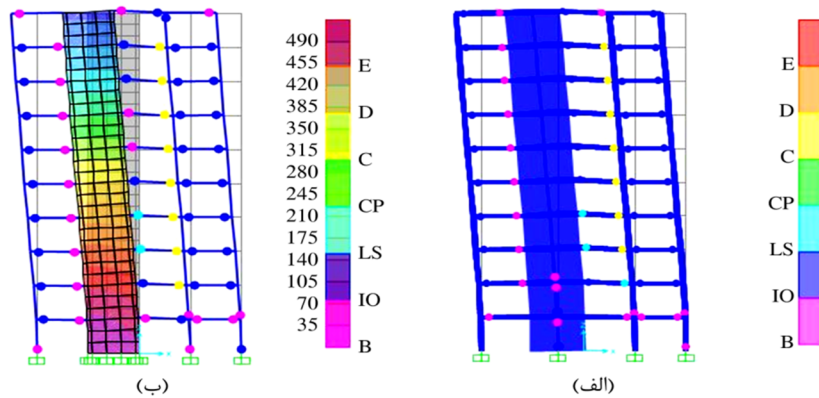 490
455
E
420
385
D
350
315
C
280
245
CP
210
175
LS
140
105
IO
70
35
B
E
D
C
CP
LS
IO
B
(ب)
(الف)